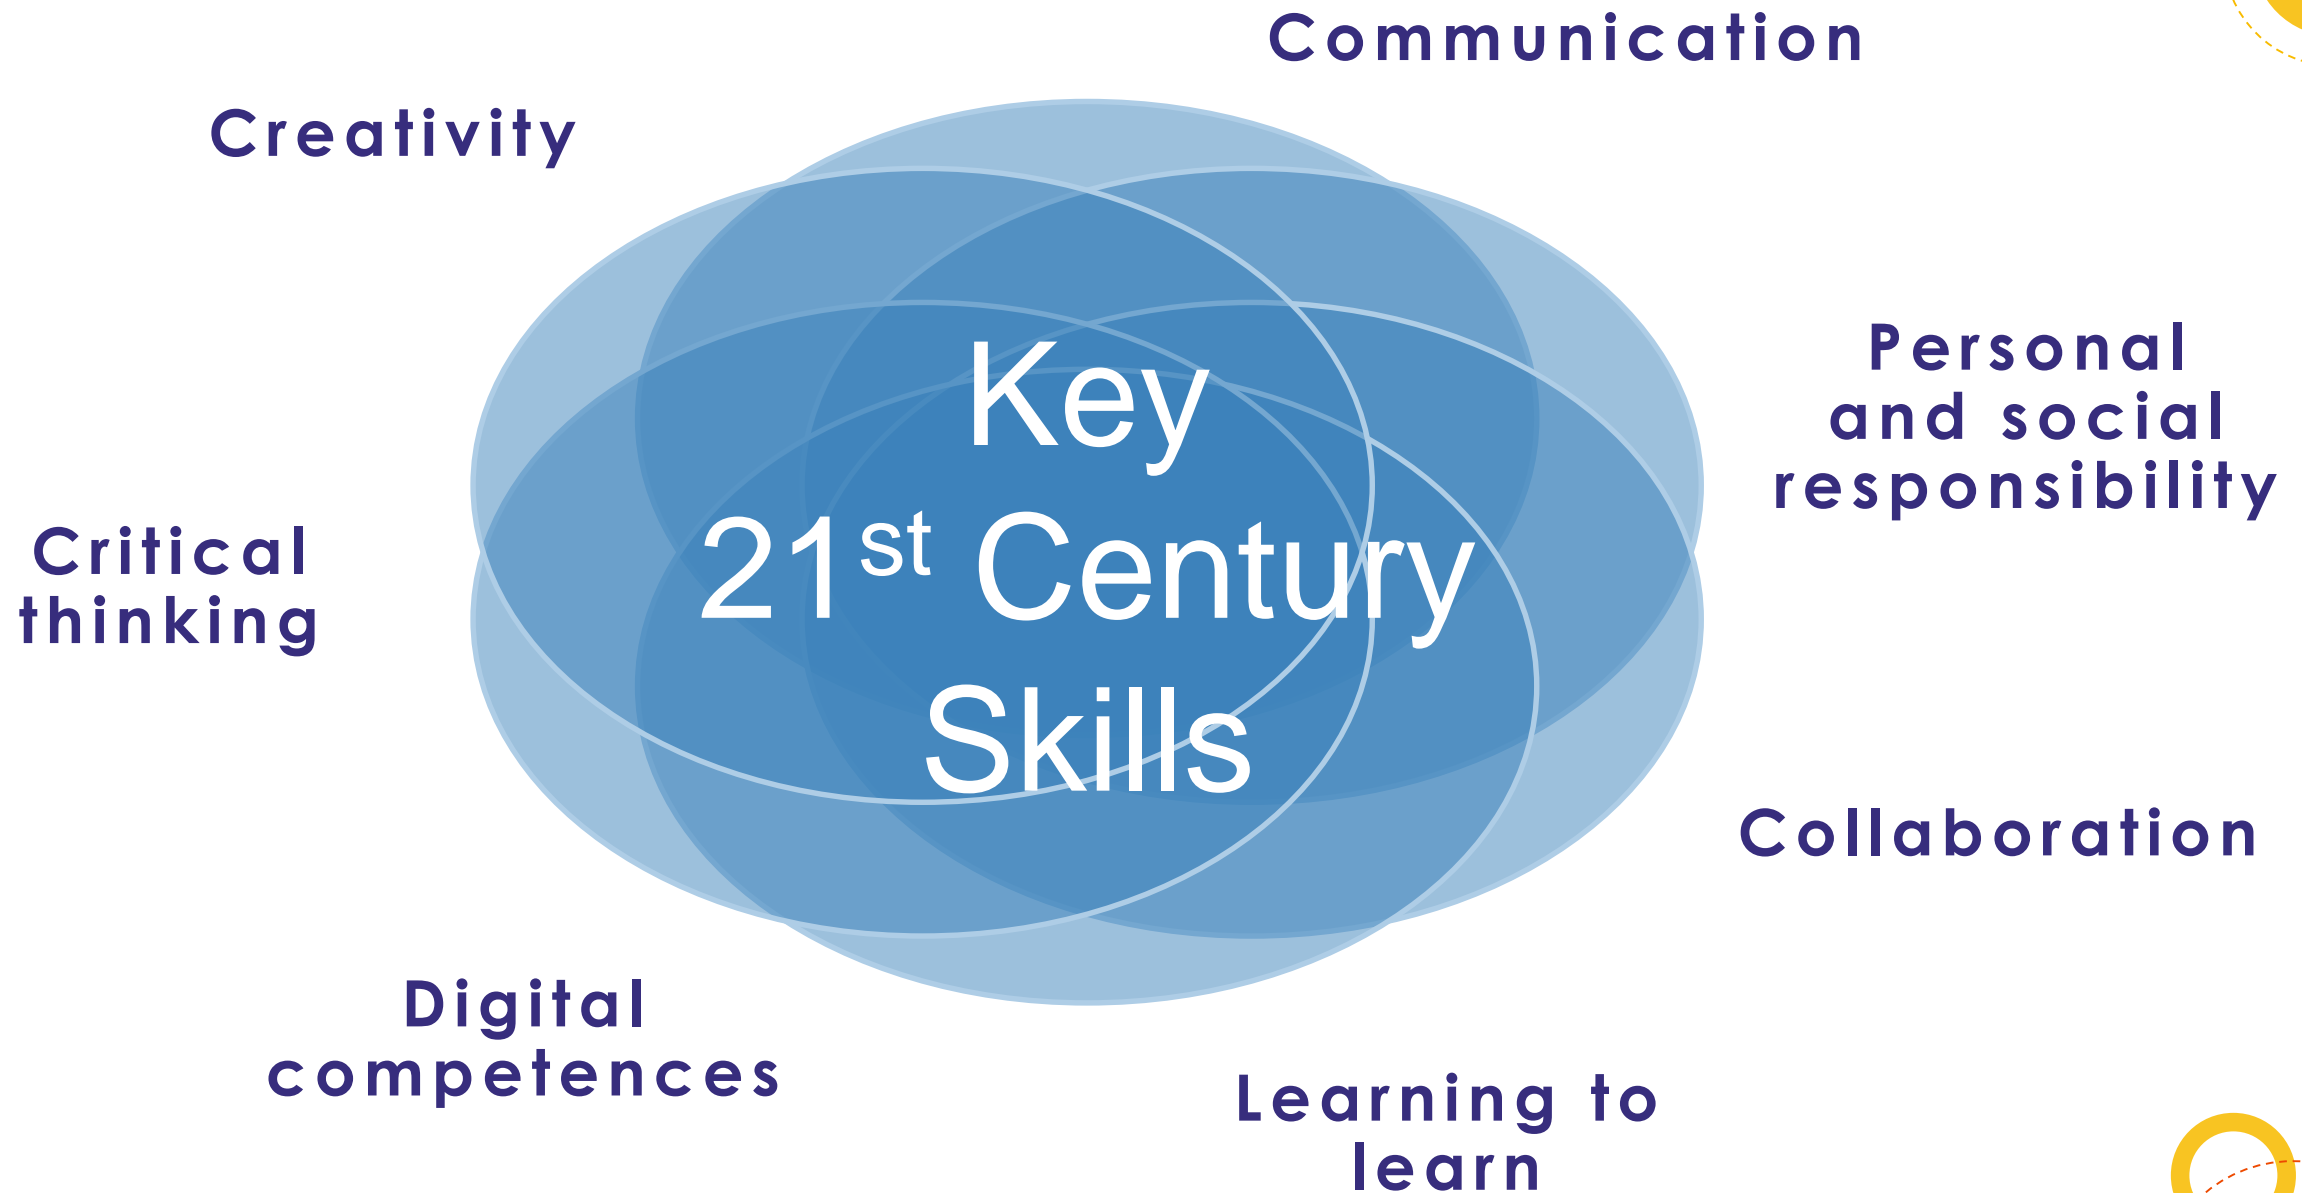 Communication
Creativity
Key
21st Century
Skills
Personal
and social
responsibility
Critical
thinking
Collaboration
Digital
competences
Learning to
learn